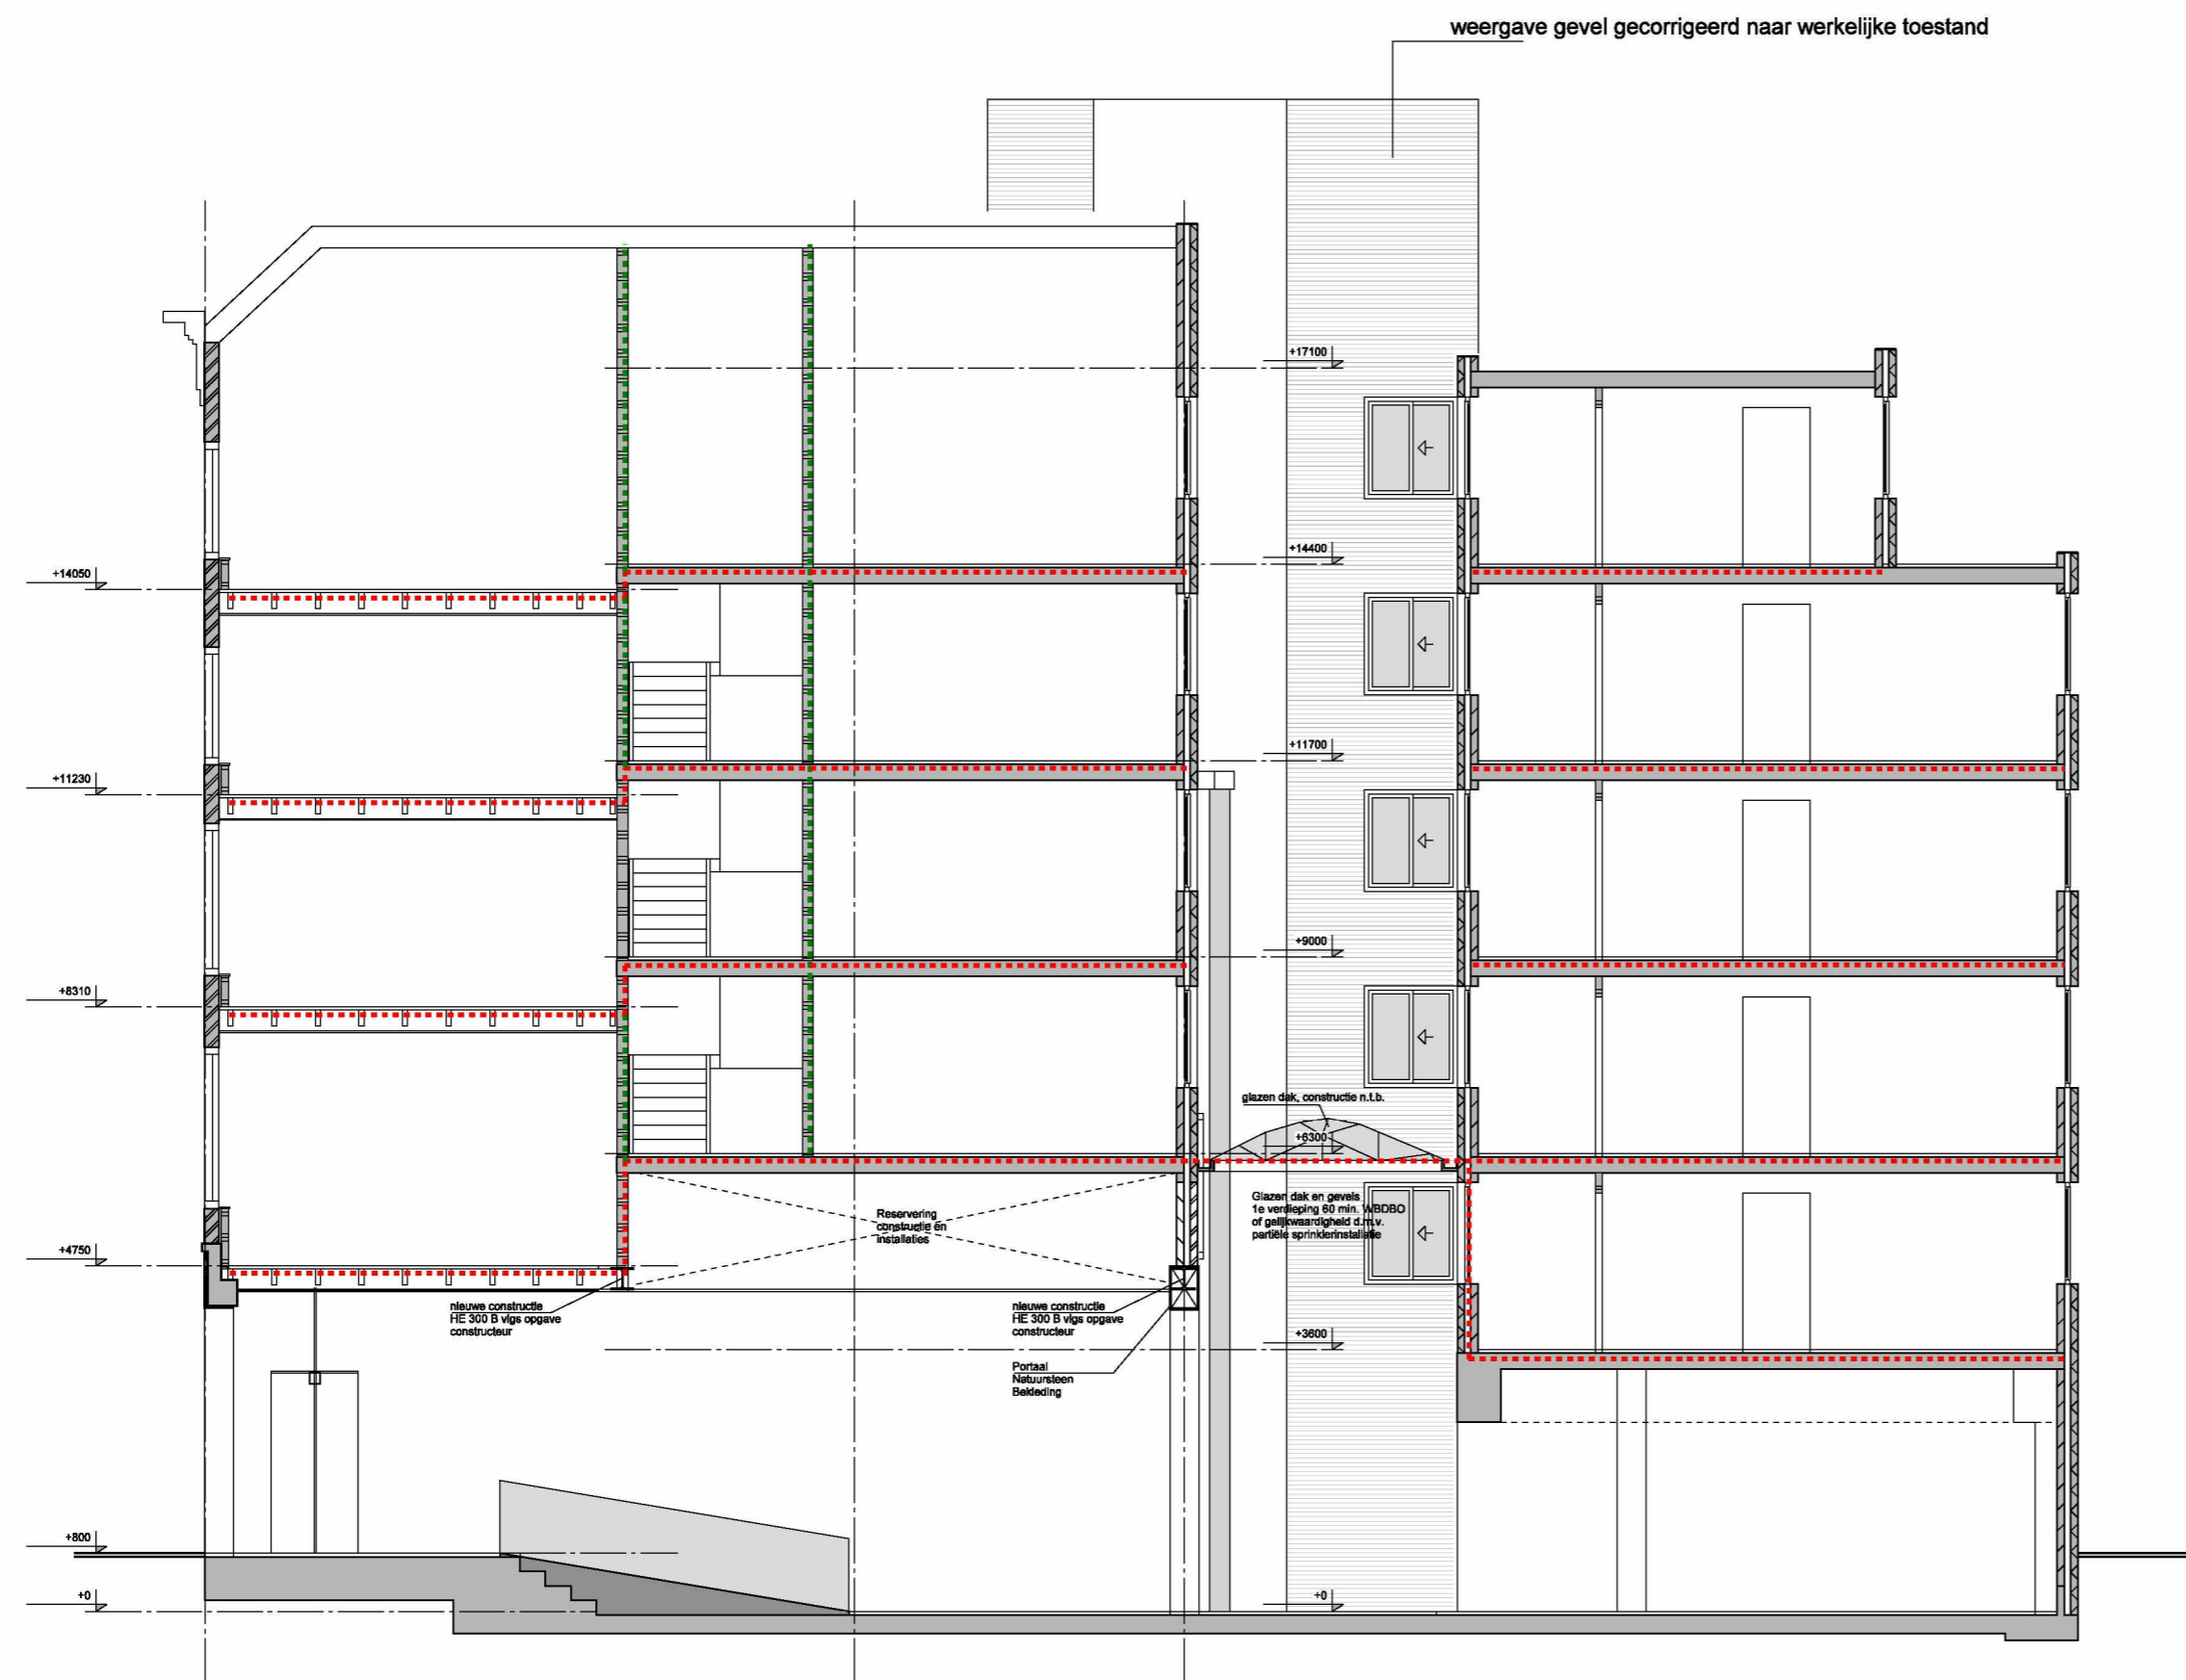 weergave gevel gecorrigeerd naar werkelijke toestand
+17100
+14400
+14050
+11700
+11230
+9000
+8310
glazen dak, constructie n.t.b.
+6300
Glazen dak en gevels
1e verdieping 60 min. WBDBO
of gelijkwaardigheid d.m.v.
partiële sprinklerinstallatie
Reservering
constructie en
installaties
+4750
nieuwe constructie
HE 300 B vlgs opgave
constructeur
nieuwe constructie
HE 300 B vlgs opgave
constructeur
+3600
Portaal
Natuursteen
Bekleding
+800
+0
+0